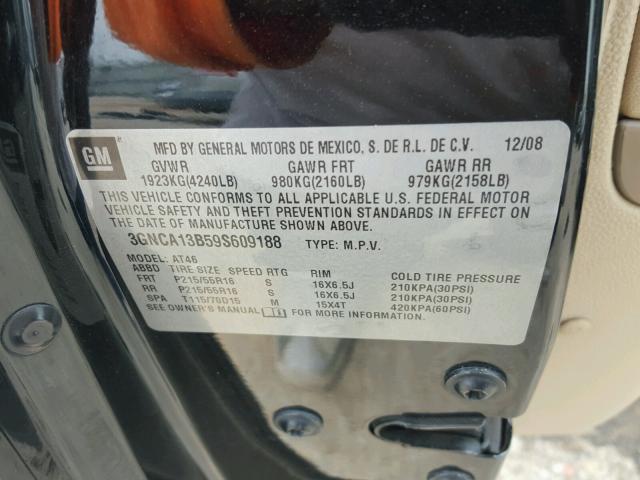 GM
MFD BY GENERAL MOTORS DE MEXICO, S. DE R.L. DE C.V. 12/08
GVWR GAWR FRT GAWR RR
1923KG(4240LB) 980KG(2160LB) 979KG(2158LB)
THIS VEHICLE CONFORMS TO ALL APPLICABLE U.S. FEDERAL MOTOR
VEHICLE SAFETY AND THEFT PREVENTION STANDARDS IN EFFECT ON
THE DATE OF MANUFACTURE SHOWN ABOVE.
3GNCA13B59S609188 TYPE: M.P.V.
MODEL: AT46
ABBD TIRE SIZE SPEED RTG RIM COLD TIRE PRESSURE
FRT P215/55R16 S 16X6.5J 210KPA(30PSI)
RR P215/55R16 S 16X6.5J 210KPA(30PSI)
SPA T115/70D15 M 15X4T 420KPA(60PSI)
SEE OWNER'S MANUAL FOR MORE INFORMATION.